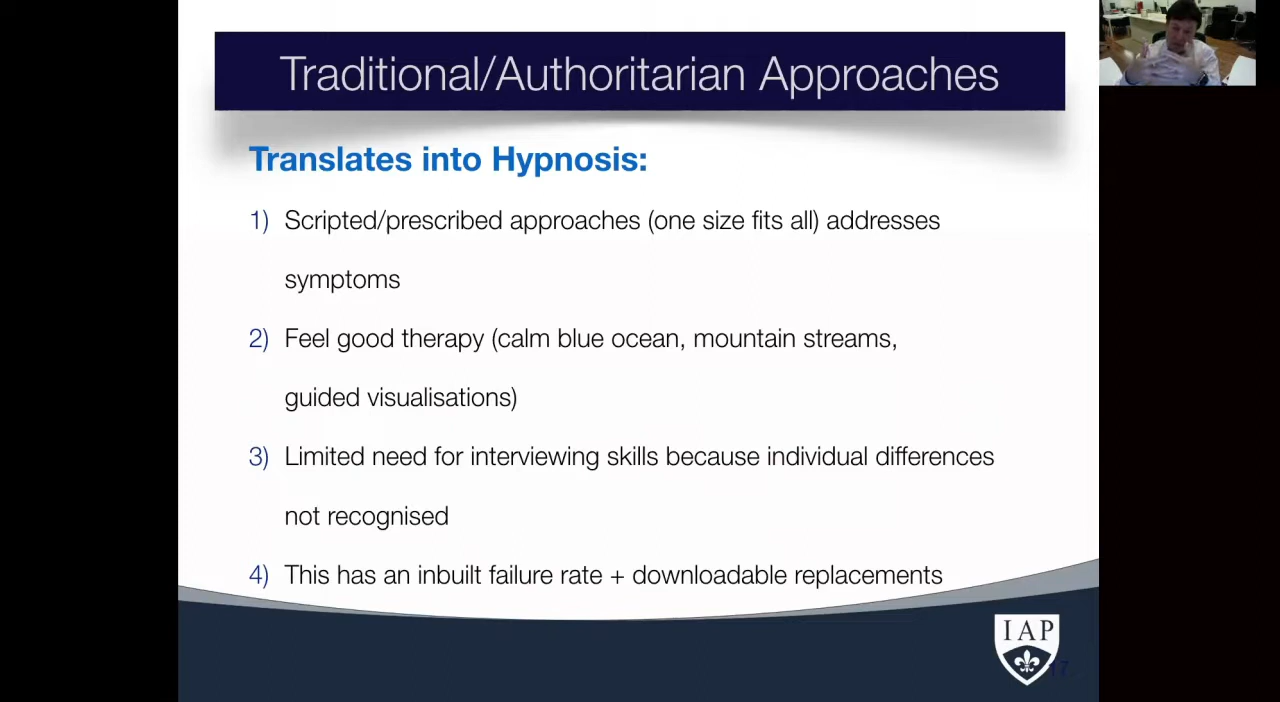 Traditional/Authoritarian Approaches
Translates into Hypnosis:
1) Scripted/prescribed approaches (one size fits all) addresses
symptoms
2) Feel good therapy (calm blue ocean, mountain streams,
guided visualisations)
3) Limited need for interviewing skills because individual differences
not recognised
4) This has an inbuilt failure rate + downloadable replacements
IAP
17